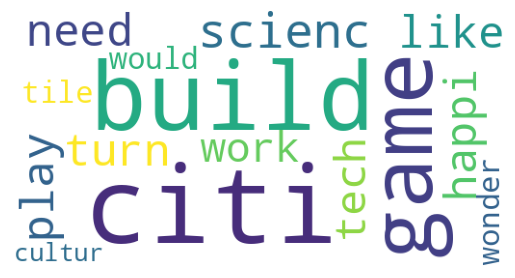 need
scienc
like
would
build
tile
turn
work
play
citi
tech
game
happi
wonder
cultur